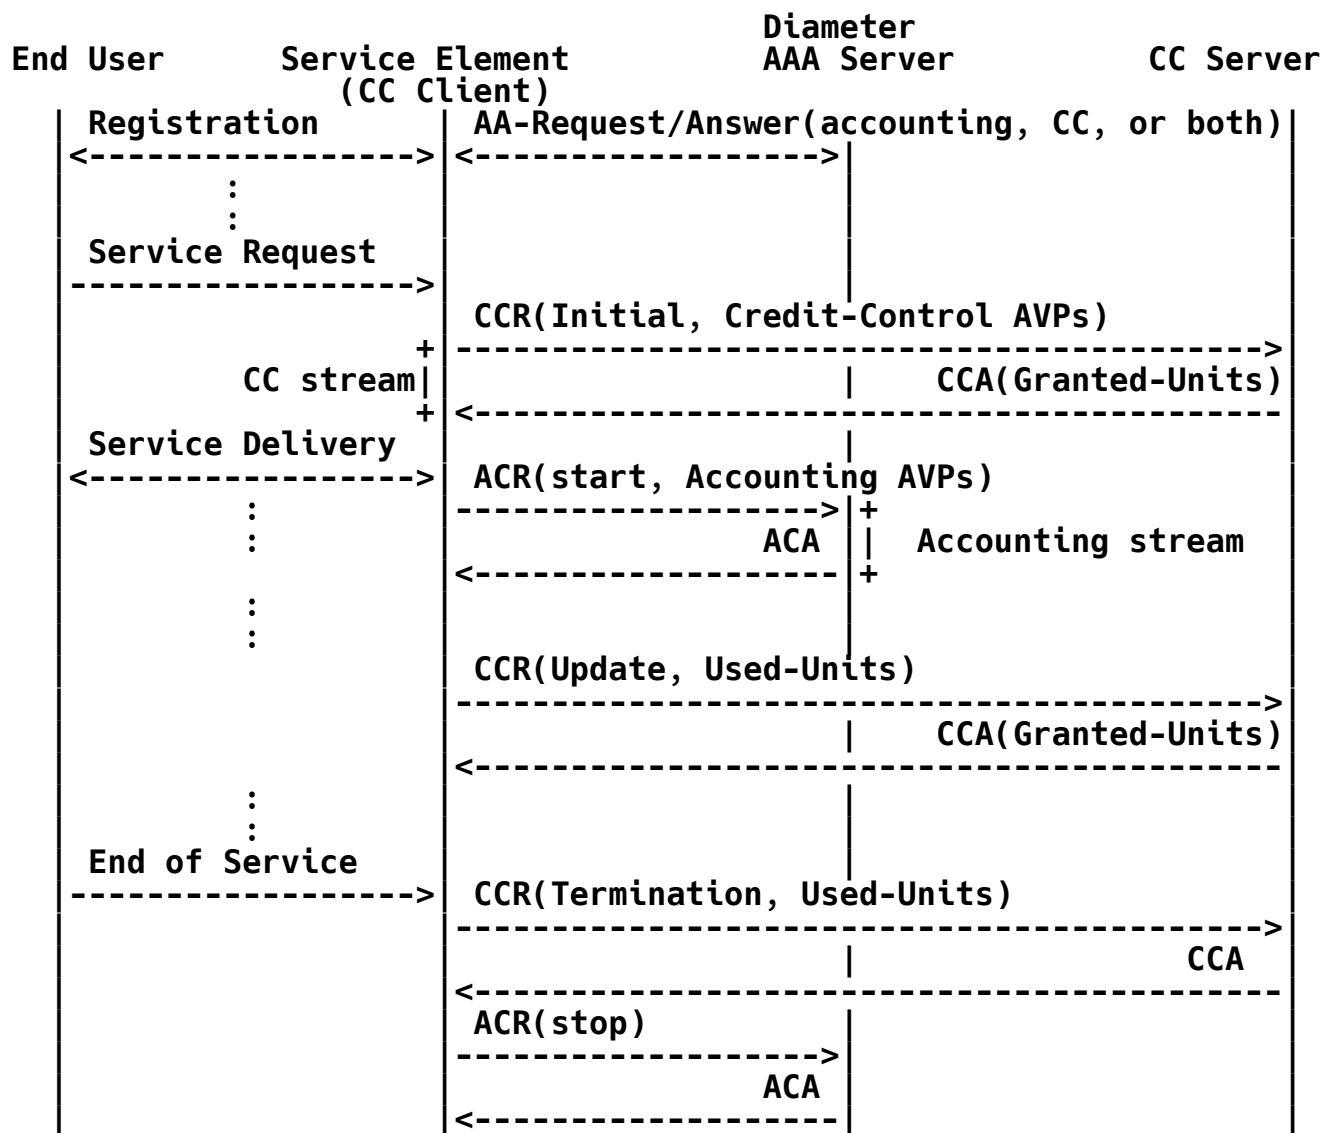 Diameter
End User Service Element AAA Server CC Server
(CC Client)
Registration AA-Request/Answer(accounting, CC, or both)
Service Request
CCR(Initial, Credit-Control AVPs)
CC stream CCA(Granted-Units)
Service Delivery
ACR(start, Accounting AVPs)
ACA Accounting stream
CCR(Update, Used-Units)
CCA(Granted-Units)
End of Service
CCR(Termination, Used-Units)
CCA
ACR(stop)
ACA